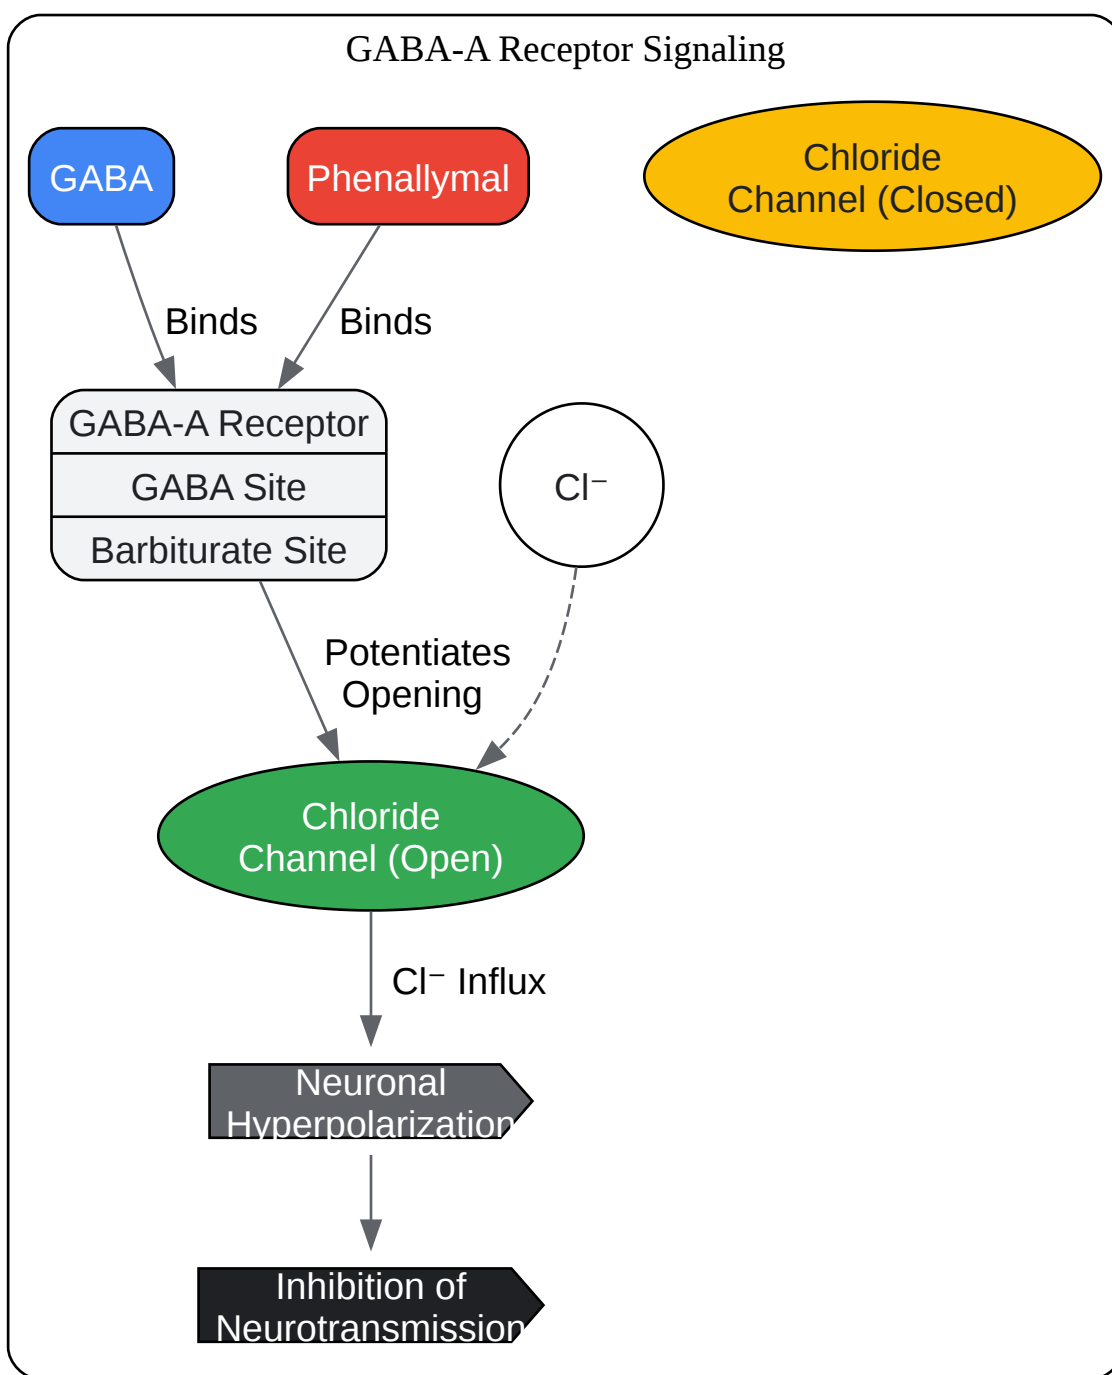 GABA-A Receptor Signaling
GABA
Phenallymal
Chloride
Channel (Closed)
Binds
Binds
GABA-A Receptor
GABA Site
Barbiturate Site
Cl⁻
Potentiates
Opening
Chloride
Channel (Open)
Cl⁻ Influx
Neuronal
Hyperpolarization
Inhibition of
Neurotransmission